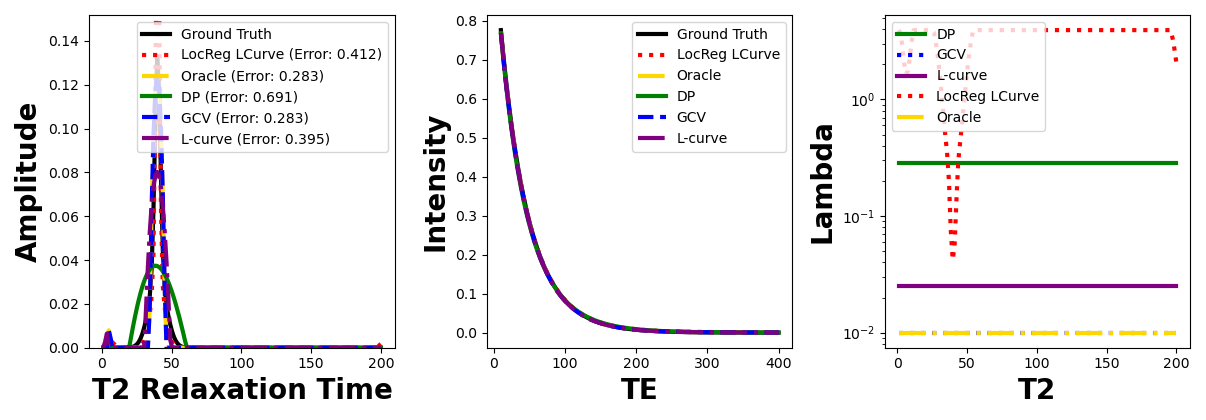 0.14
0.12
0.10
0.08
0.06
0.04
0.02
0.00
Amplitude
0
50
100
150
200
T2 Relaxation Time
Ground Truth
LocReg LCurve (Error: 0.412)
Oracle (Error: 0.283)
DP (Error: 0.691)
GCV (Error: 0.283)
L-curve (Error: 0.395)
0.8
0.7
0.6
0.5
0.4
0.3
0.2
0.1
0.0
Intensity
0
100
200
300
400
TE
Ground Truth
LocReg LCurve
Oracle
DP
GCV
L-curve
10⁰
10⁻¹
10⁻²
Lambda
0
50
100
150
200
T2
DP
GCV
L-curve
LocReg LCurve
Oracle